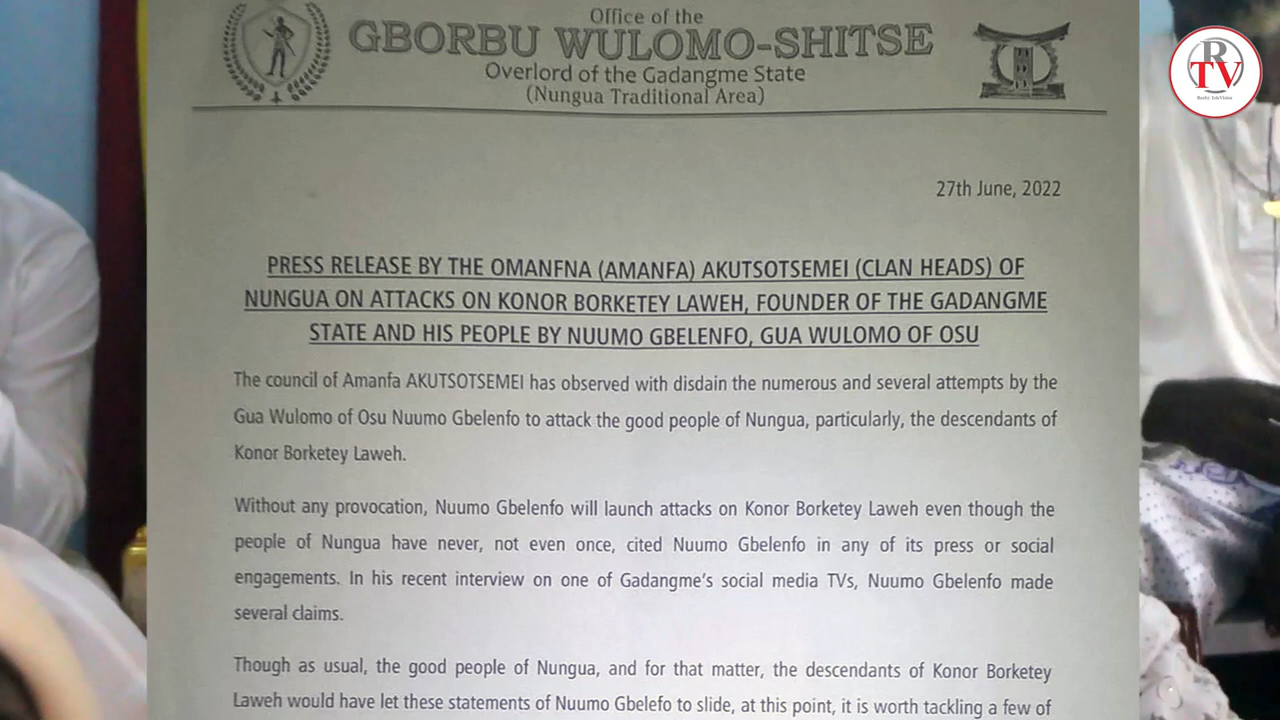 Office of the
GBORBU WULOMO-SHITSE
Overlord of the Gadangme State
(Nungua Traditional Area)
RTV
27th June, 2022
PRESS RELEASE BY THE OMANFNA (AMANFA) AKUTSOTSEMEI (CLAN HEADS) OF
NUNGUA ON ATTACKS ON KONOR BORKETEY LAWEH, FOUNDER OF THE GADANGME
STATE AND HIS PEOPLE BY NUUMO GBELENFO, GUA WULOMO OF OSU
The council of Amanfa AKUTSOTSEMEI has observed with disdain the numerous and several attempts by the
Gua Wulomo of Osu Nuumo Gbelenfo to attack the good people of Nungua, particularly, the descendants of
Konor Borketey Laweh.
Without any provocation, Nuumo Gbelenfo will launch attacks on Konor Borketey Laweh even though the
people of Nungua have never, not even once, cited Nuumo Gbelenfo in any of its press or social
engagements. In his recent interview on one of Gadangme's social media TVs, Nuumo Gbelenfo made
several claims.
Though as usual, the good people of Nungua, and for that matter, the descendants of Konor Borketey
Laweh would have let these statements of Nuumo Gbelefo to slide, at this point, it is worth tackling a few of